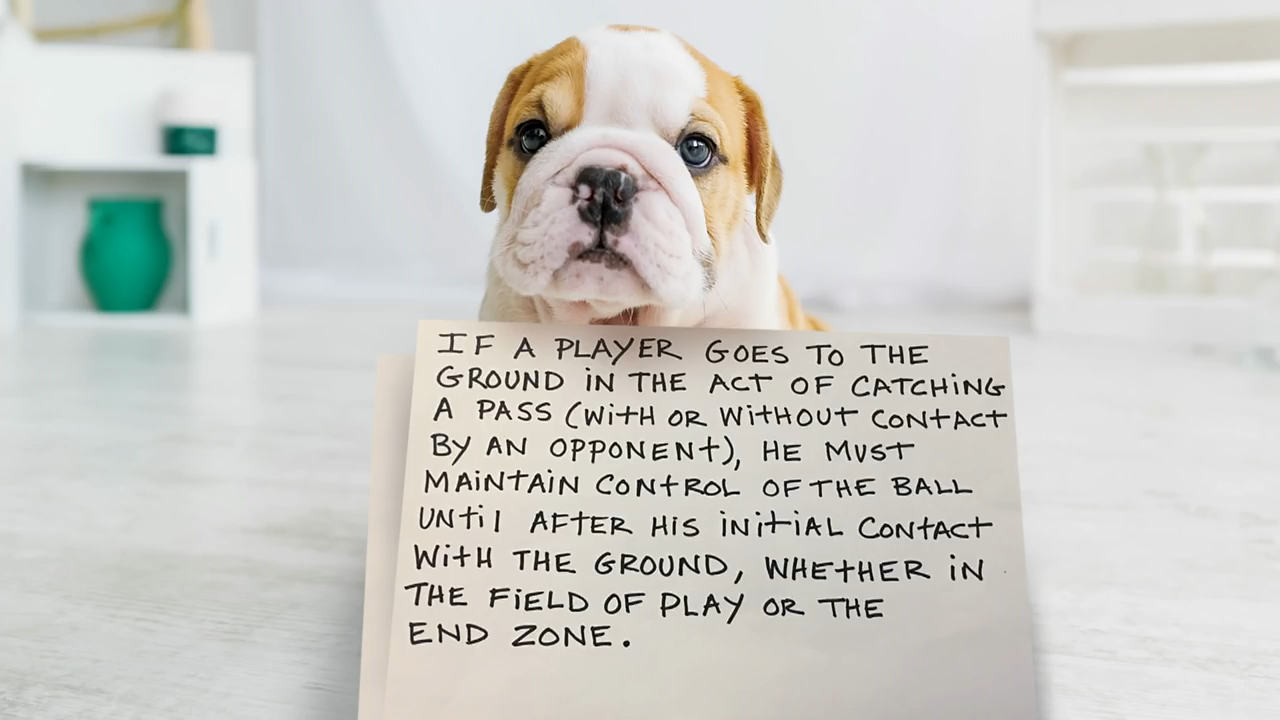 IF A PLAYER GOES TO THE
GROUND IN THE ACT OF CATCHING
A PASS (WITH OR WITHOUT CONTACT
BY AN OPPONENT), HE MUST
MAINTAIN CONTROL OF THE BALL
UNTIL AFTER HIS INITIAL CONTACT
WITH THE GROUND, WHETHER IN
THE FIELD OF PLAY OR THE
END ZONE.